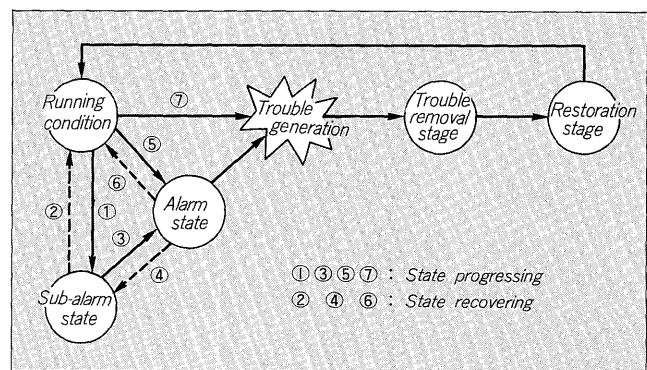 Running
condition
⑦
Trouble
generation
Trouble
removal
stage
Restoration
stage
⑤
⑥
②
①
Alarm
state
③
④
Sub-alarm
state
① ③ ⑤ ⑦ : State progressing
② ④ ⑥ : State recovering